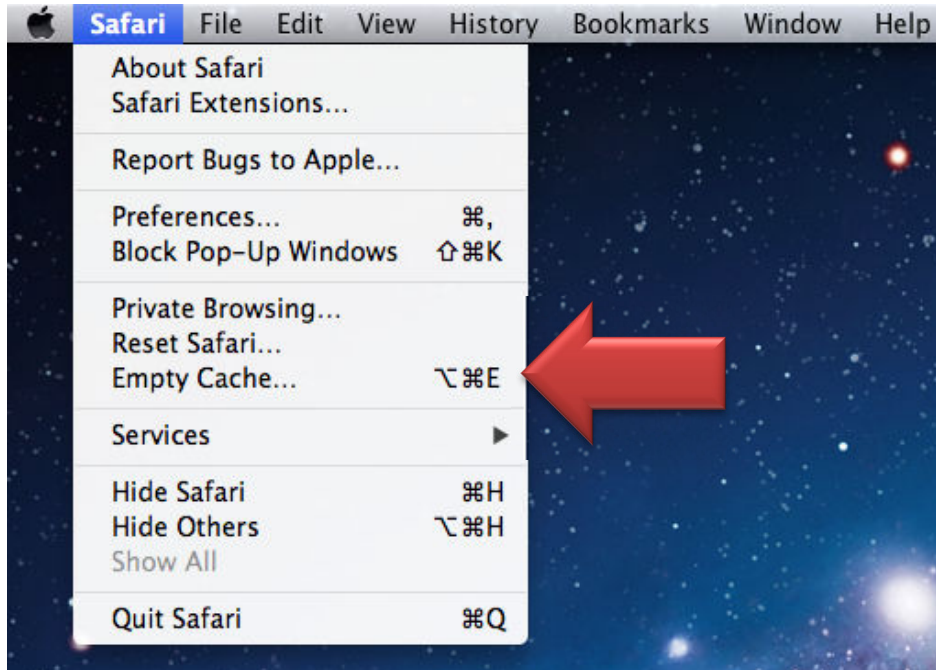 Safari File Edit View History Bookmarks Window Help
About Safari
Safari Extensions...
Report Bugs to Apple...
Preferences... ⌘,
Block Pop-Up Windows ⇧⌘K
Private Browsing...
Reset Safari...
Empty Cache... ⌥⌘E
Services ▶
Hide Safari ⌘H
Hide Others ⌥⌘H
Show All
Quit Safari ⌘Q